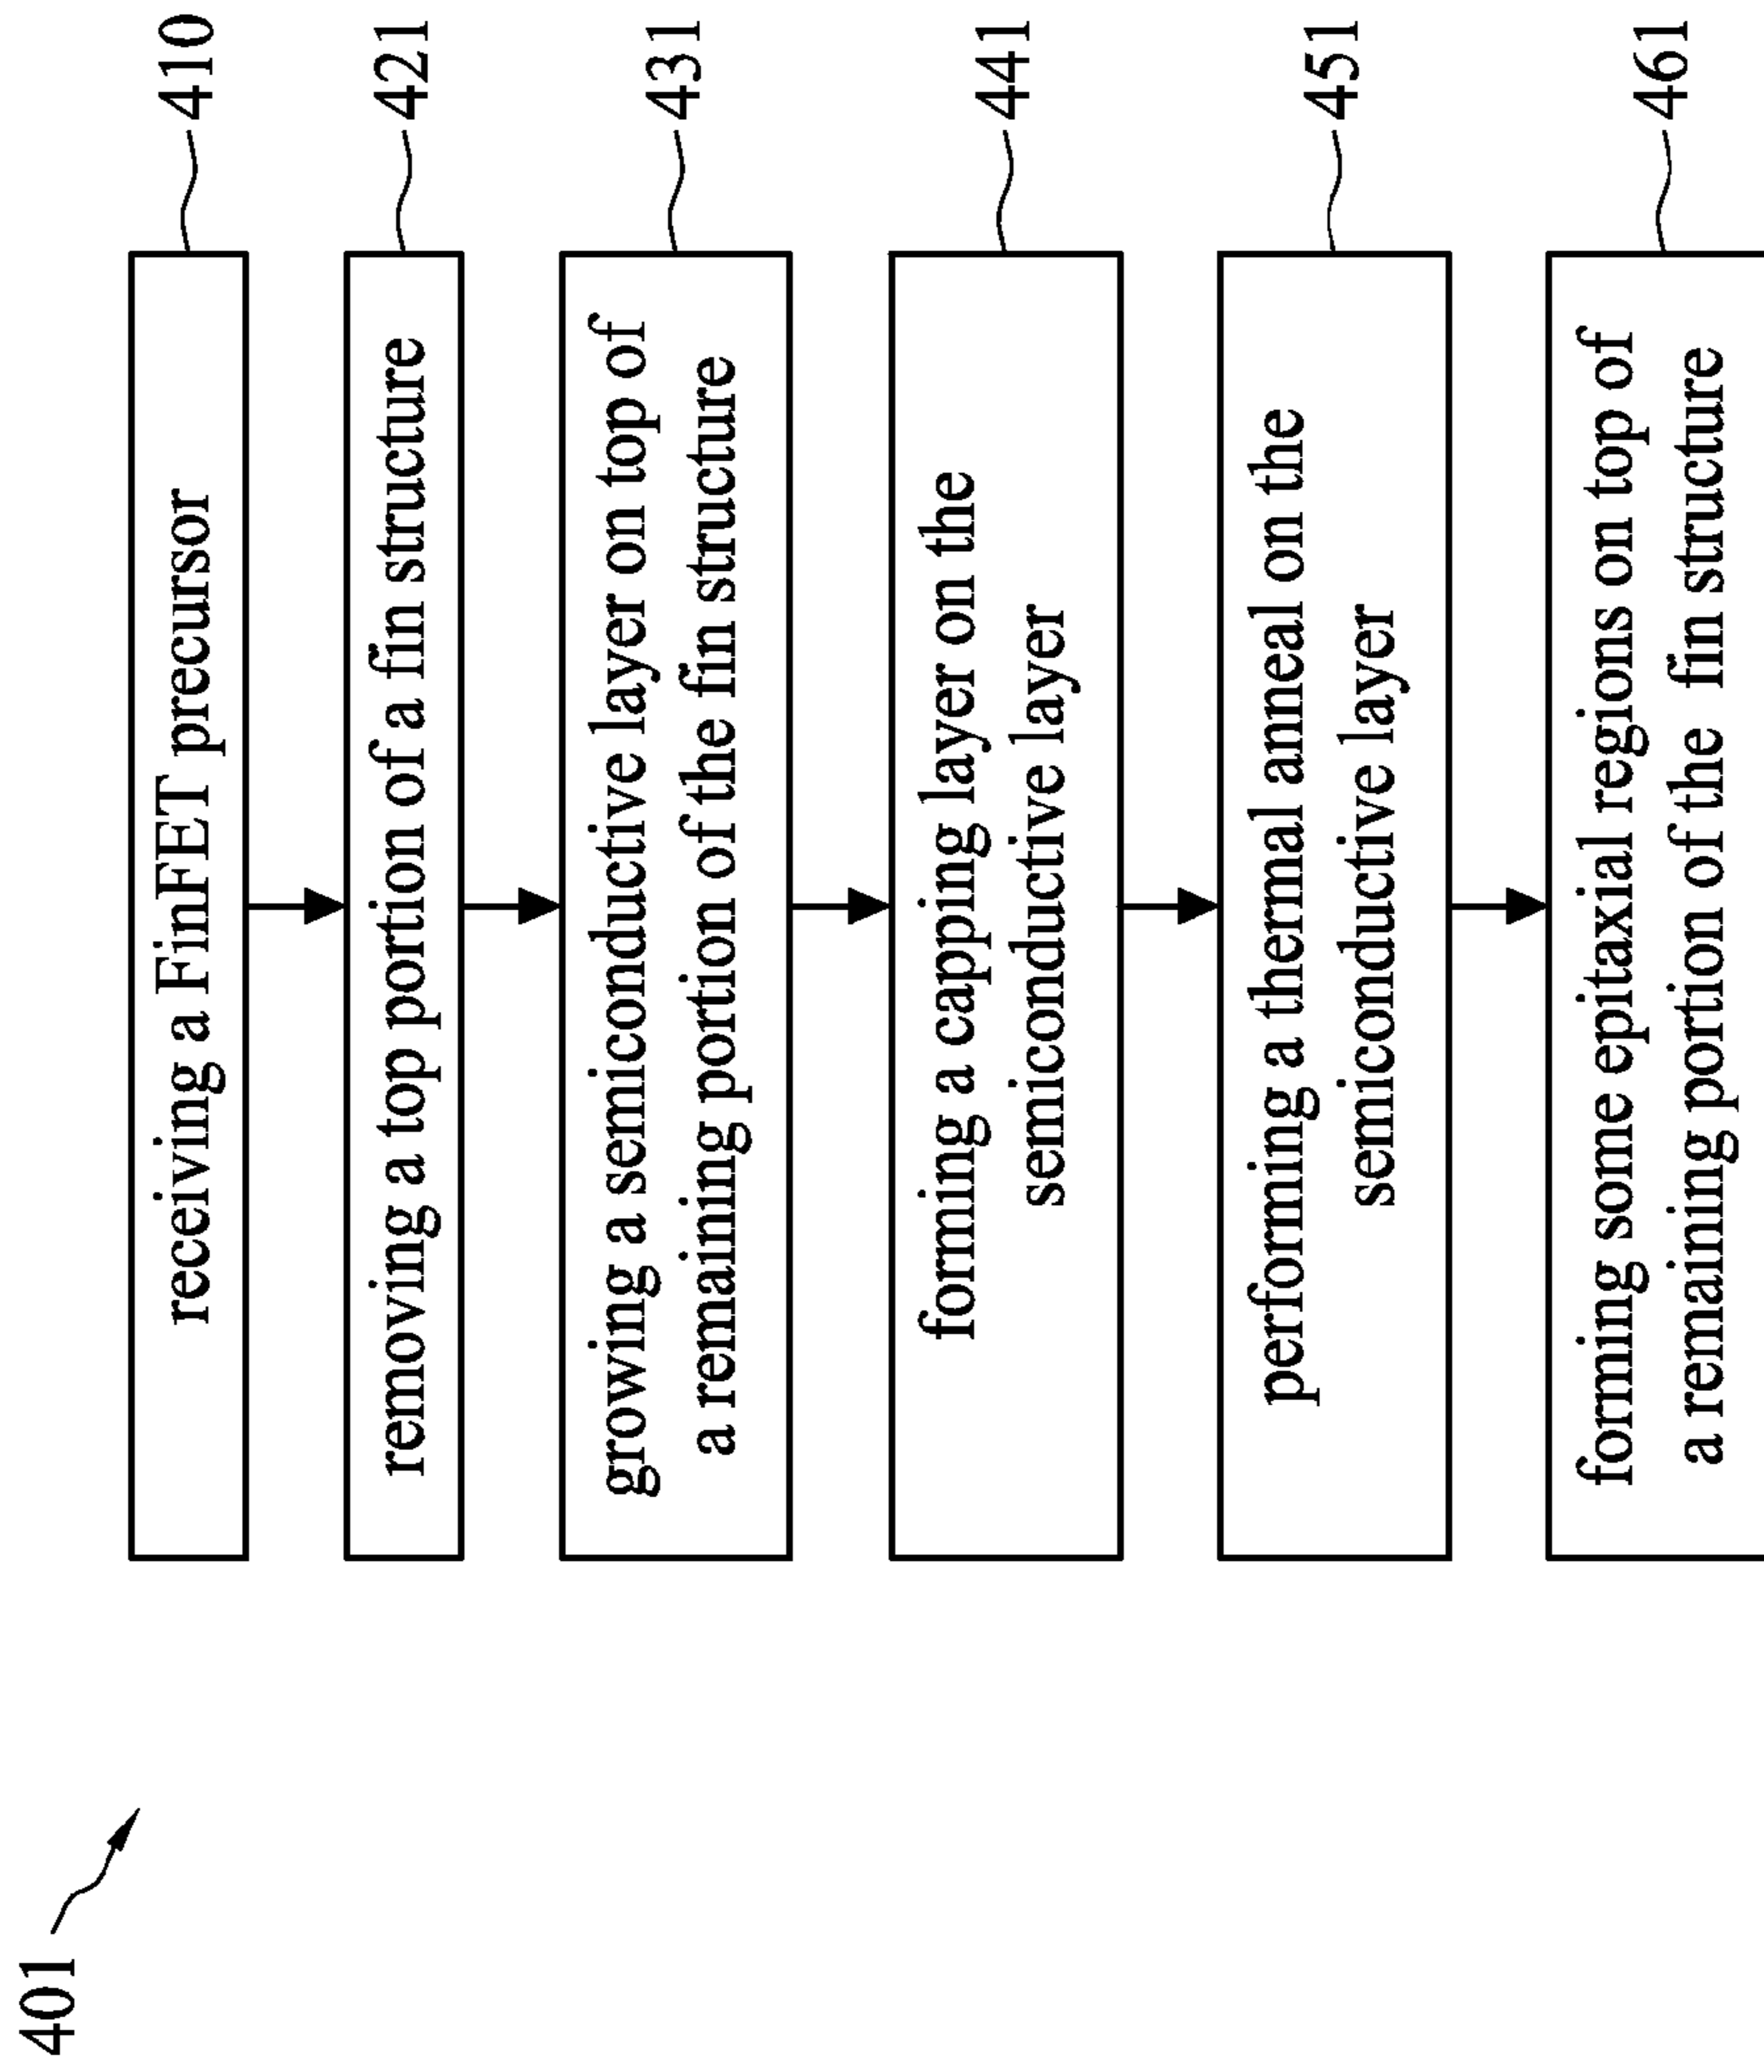 401
receiving a FinFET precursor
410
removing a top portion of a fin structure
421
growing a semiconductive layer on top of
a remaining portion of the fin structure
431
forming a capping layer on the
semiconductive layer
441
performing a thermal anneal on the
semiconductive layer
451
forming some epitaxial regions on top of
a remaining portion of the fin structure
461